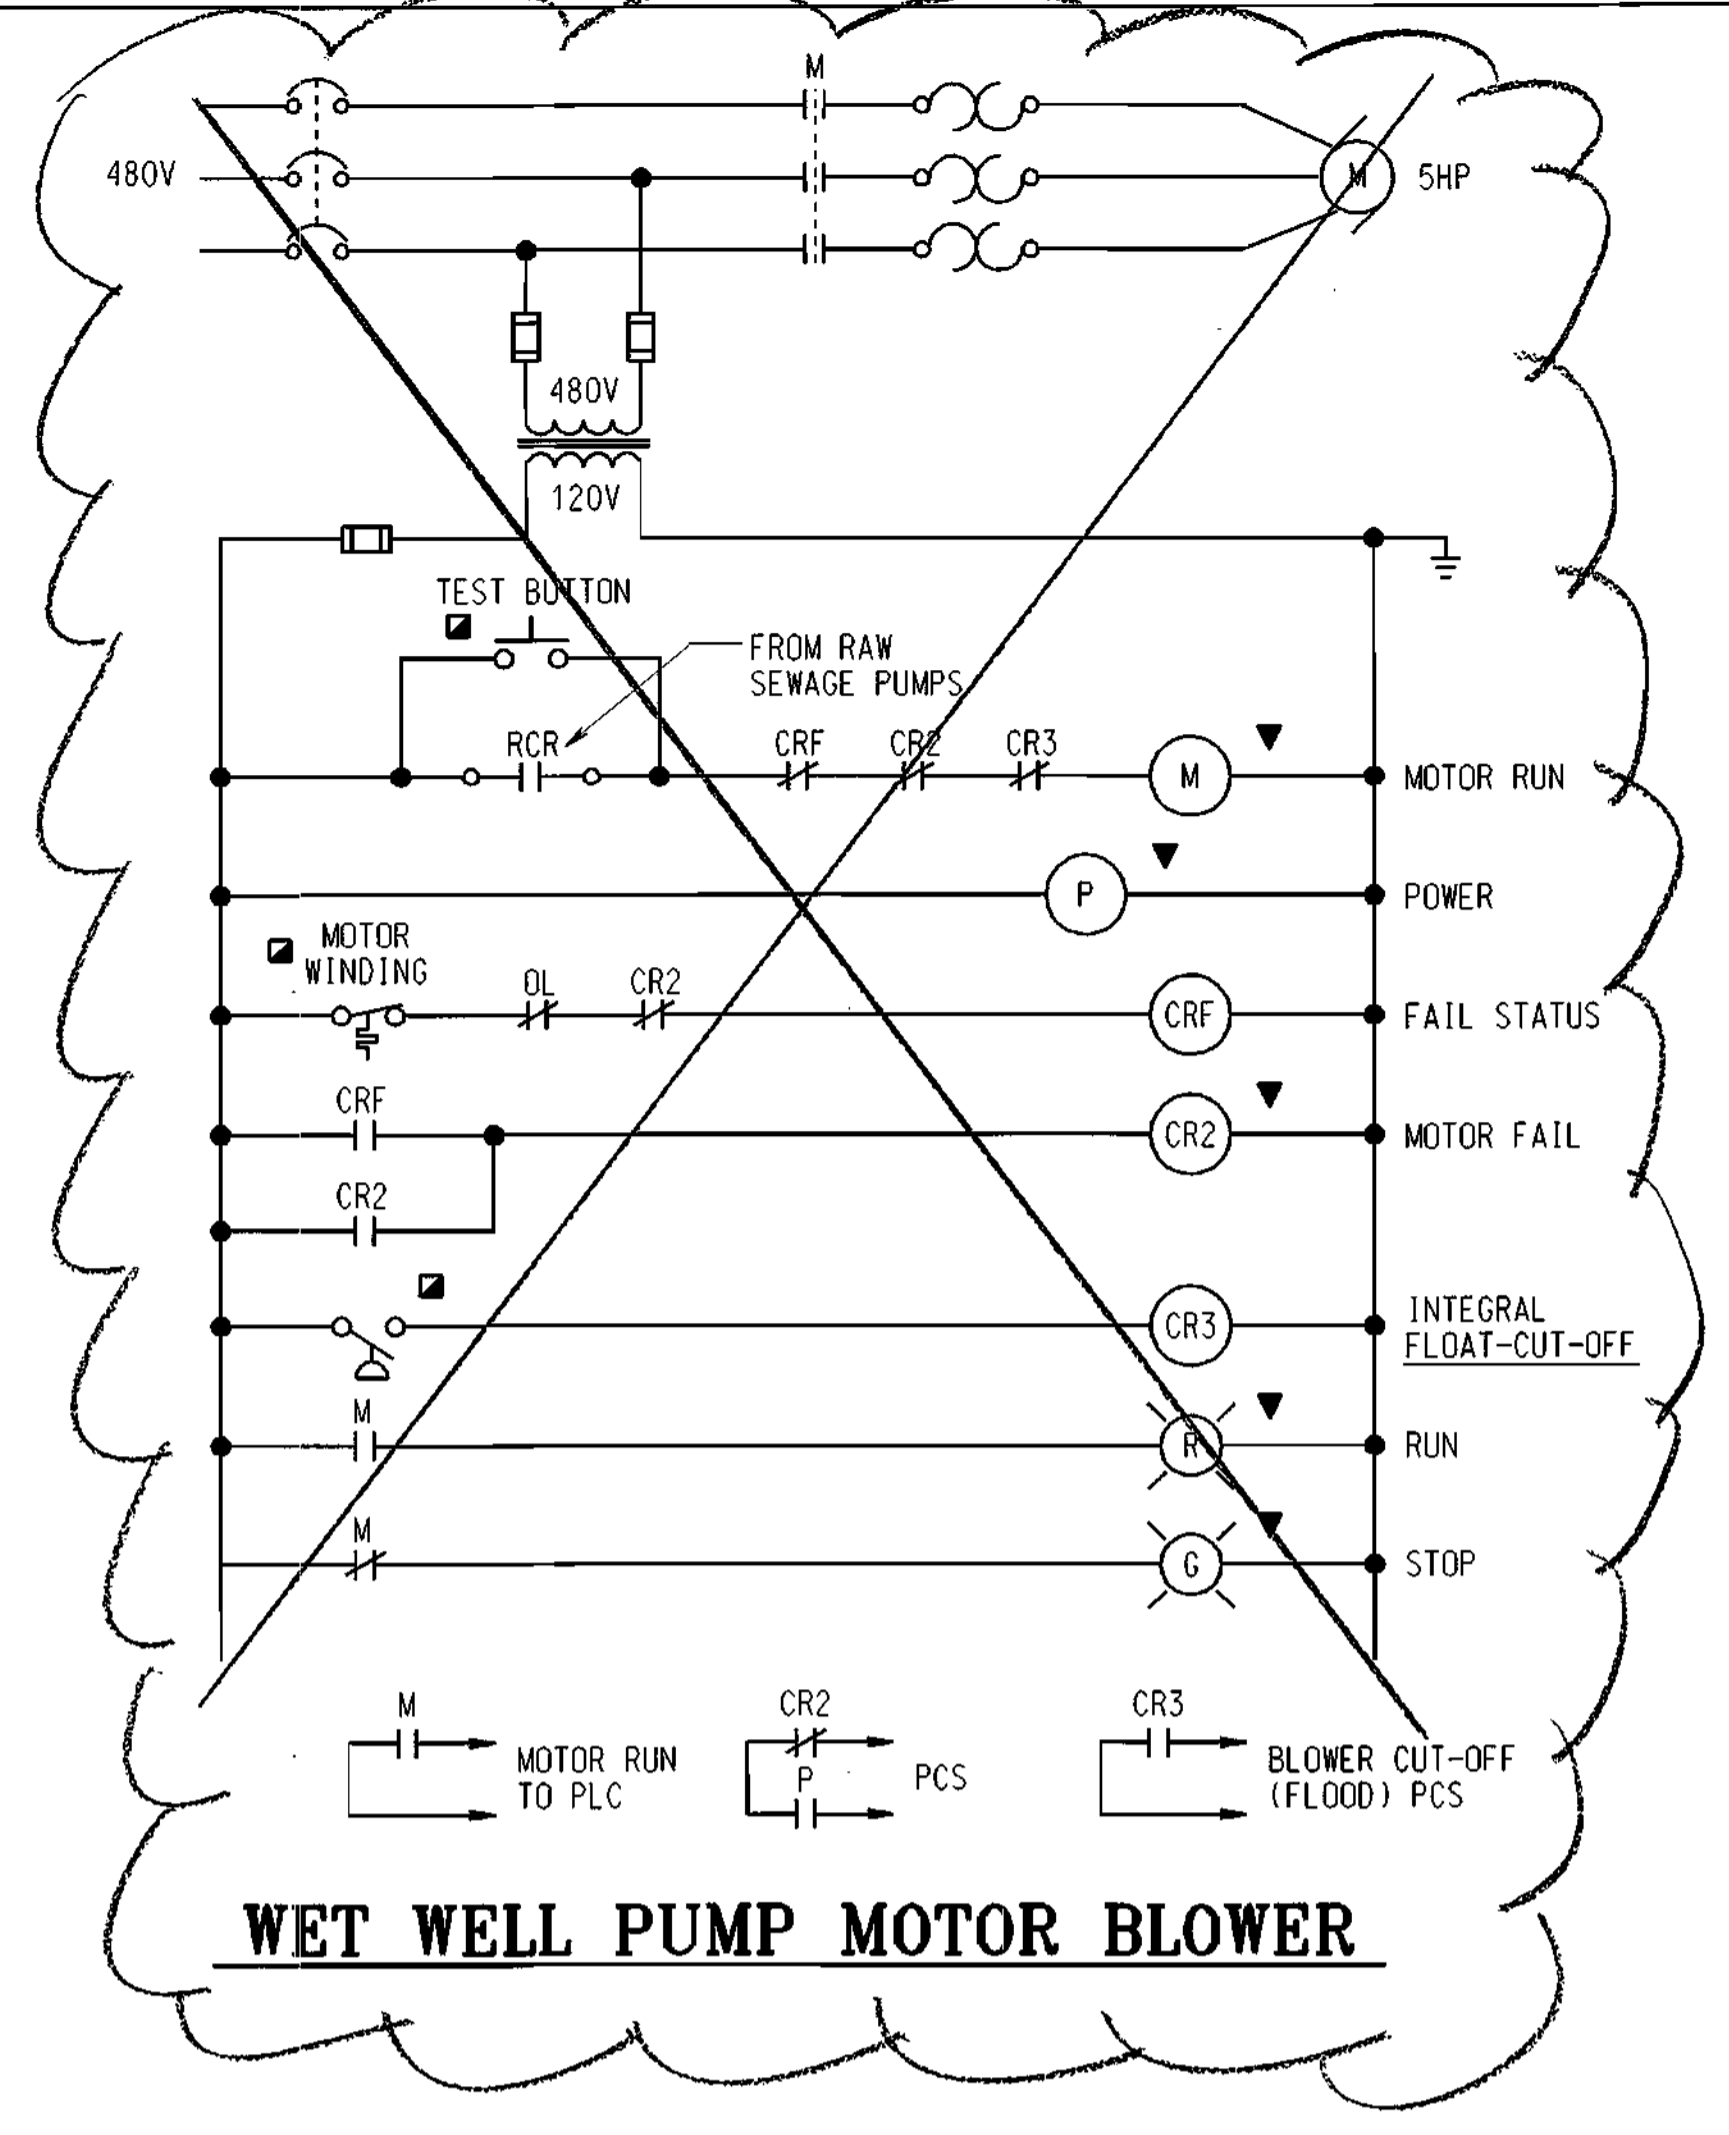 M
480V
M
5HP
480V
120V
TEST BUTTON
FROM RAW
SEWAGE PUMPS
RCR
CRF
CR2
CR3
M
MOTOR RUN
P
POWER
MOTOR
WINDING
OL
CR2
CRF
FAIL STATUS
CRF
CR2
MOTOR FAIL
CR2
CR3
INTEGRAL
FLOAT-CUT-OFF
M
R
RUN
M
G
STOP
M
MOTOR RUN
TO PLC
CR2
P
PCS
CR3
BLOWER CUT-OFF
(FLOOD) PCS
WET WELL PUMP MOTOR BLOWER